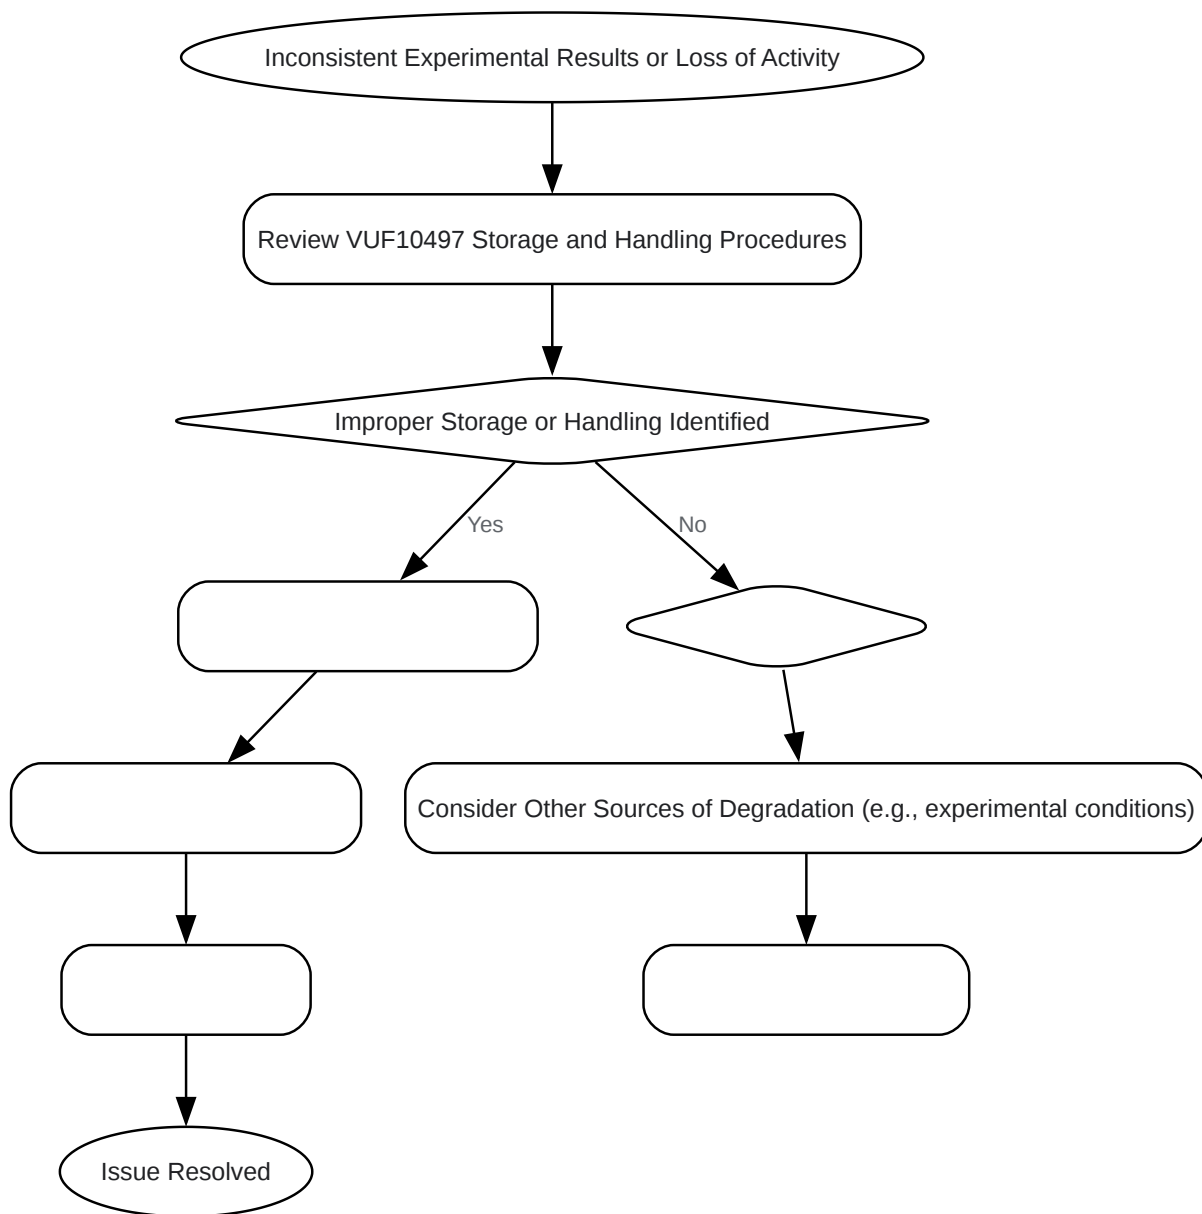 Inconsistent Experimental Results or Loss of Activity
Review VUF10497 Storage and Handling Procedures
Improper Storage or Handling Identified
Yes
No
Consider Other Sources of Degradation (e.g., experimental conditions)
Issue Resolved